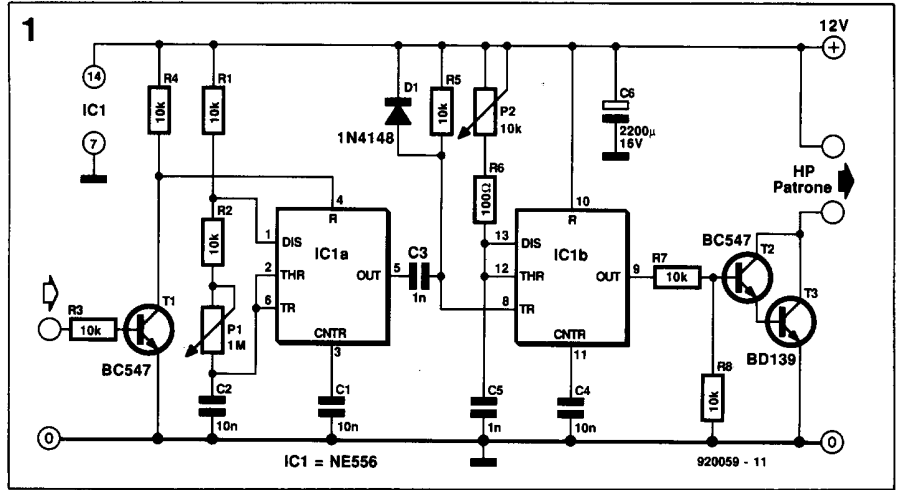 1
12V
+
14
IC1
7
R4
10k
R1
10k
D1
1N4148
R5
10k
P2
10k
C6
2200µ
16V
HP
Patrone
R6
100Ω
R2
10k
4
R
1
DIS
IC1a
2
THR
OUT
5
6
TR
CNTR
3
C3
1n
10
R
13
DIS
IC1b
12
THR
OUT
9
8
TR
CNTR
11
R7
10k
BC547
T2
T3
BD139
R3
10k
T1
BC547
P1
1M
C2
10n
C1
10n
C5
1n
C4
10n
R8
10k
0
0
IC1 = NE556
920059 - 11